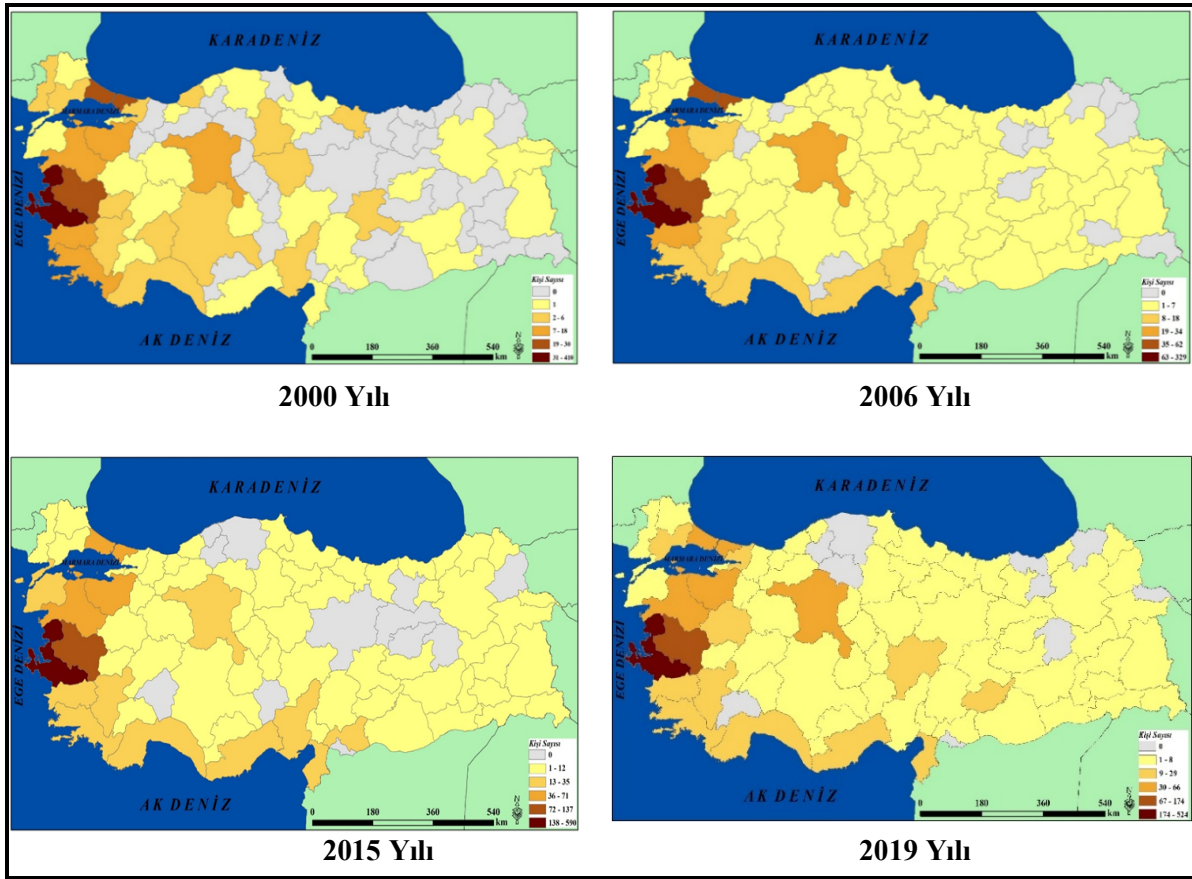 KARADENİZ
MARMARA DENİZİ
EGE DENİZİ
AK DENİZ
Kişi Sayısı
0
1
2 - 6
7 - 18
19 - 30
31 - 410
0 180 360 540
km
2000 Yılı
KARADENİZ
MARMARA DENİZİ
EGE DENİZİ
AK DENİZ
Kişi Sayısı
0
1 - 7
8 - 18
19 - 34
35 - 62
63 - 329
0 180 360 540
km
2006 Yılı
KARADENİZ
MARMARA DENİZİ
EGE DENİZİ
AK DENİZ
Kişi Sayısı
0
1 - 12
13 - 35
36 - 71
72 - 137
138 - 590
0 180 360 540
km
2015 Yılı
KARADENİZ
MARMARA DENİZİ
EGE DENİZİ
AK DENİZ
Kişi Sayısı
0
1 - 8
9 - 29
30 - 66
67 - 174
174 - 524
0 180 360 540
km
2019 Yılı